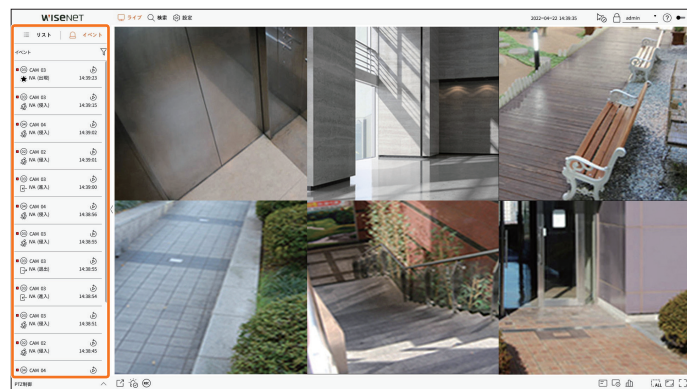 WISENET
ライブ 検索 設定
2022-04-22 14:39:35 admin
リスト イベント
イベント
CAM 03
IVA (出現) 14:39:23
CAM 03
IVA (侵入) 14:39:15
CAM 04
IVA (侵入) 14:39:02
CAM 02
IVA (侵入) 14:39:01
CAM 03
IVA (進入) 14:39:00
CAM 04
IVA (侵入) 14:38:56
CAM 03
IVA (侵入) 14:38:55
CAM 03
IVA (退出) 14:38:55
CAM 03
IVA (進入) 14:38:54
CAM 03
IVA (侵入) 14:38:51
CAM 02
IVA (侵入) 14:38:45
CAM 04
PTZ制御
ALL